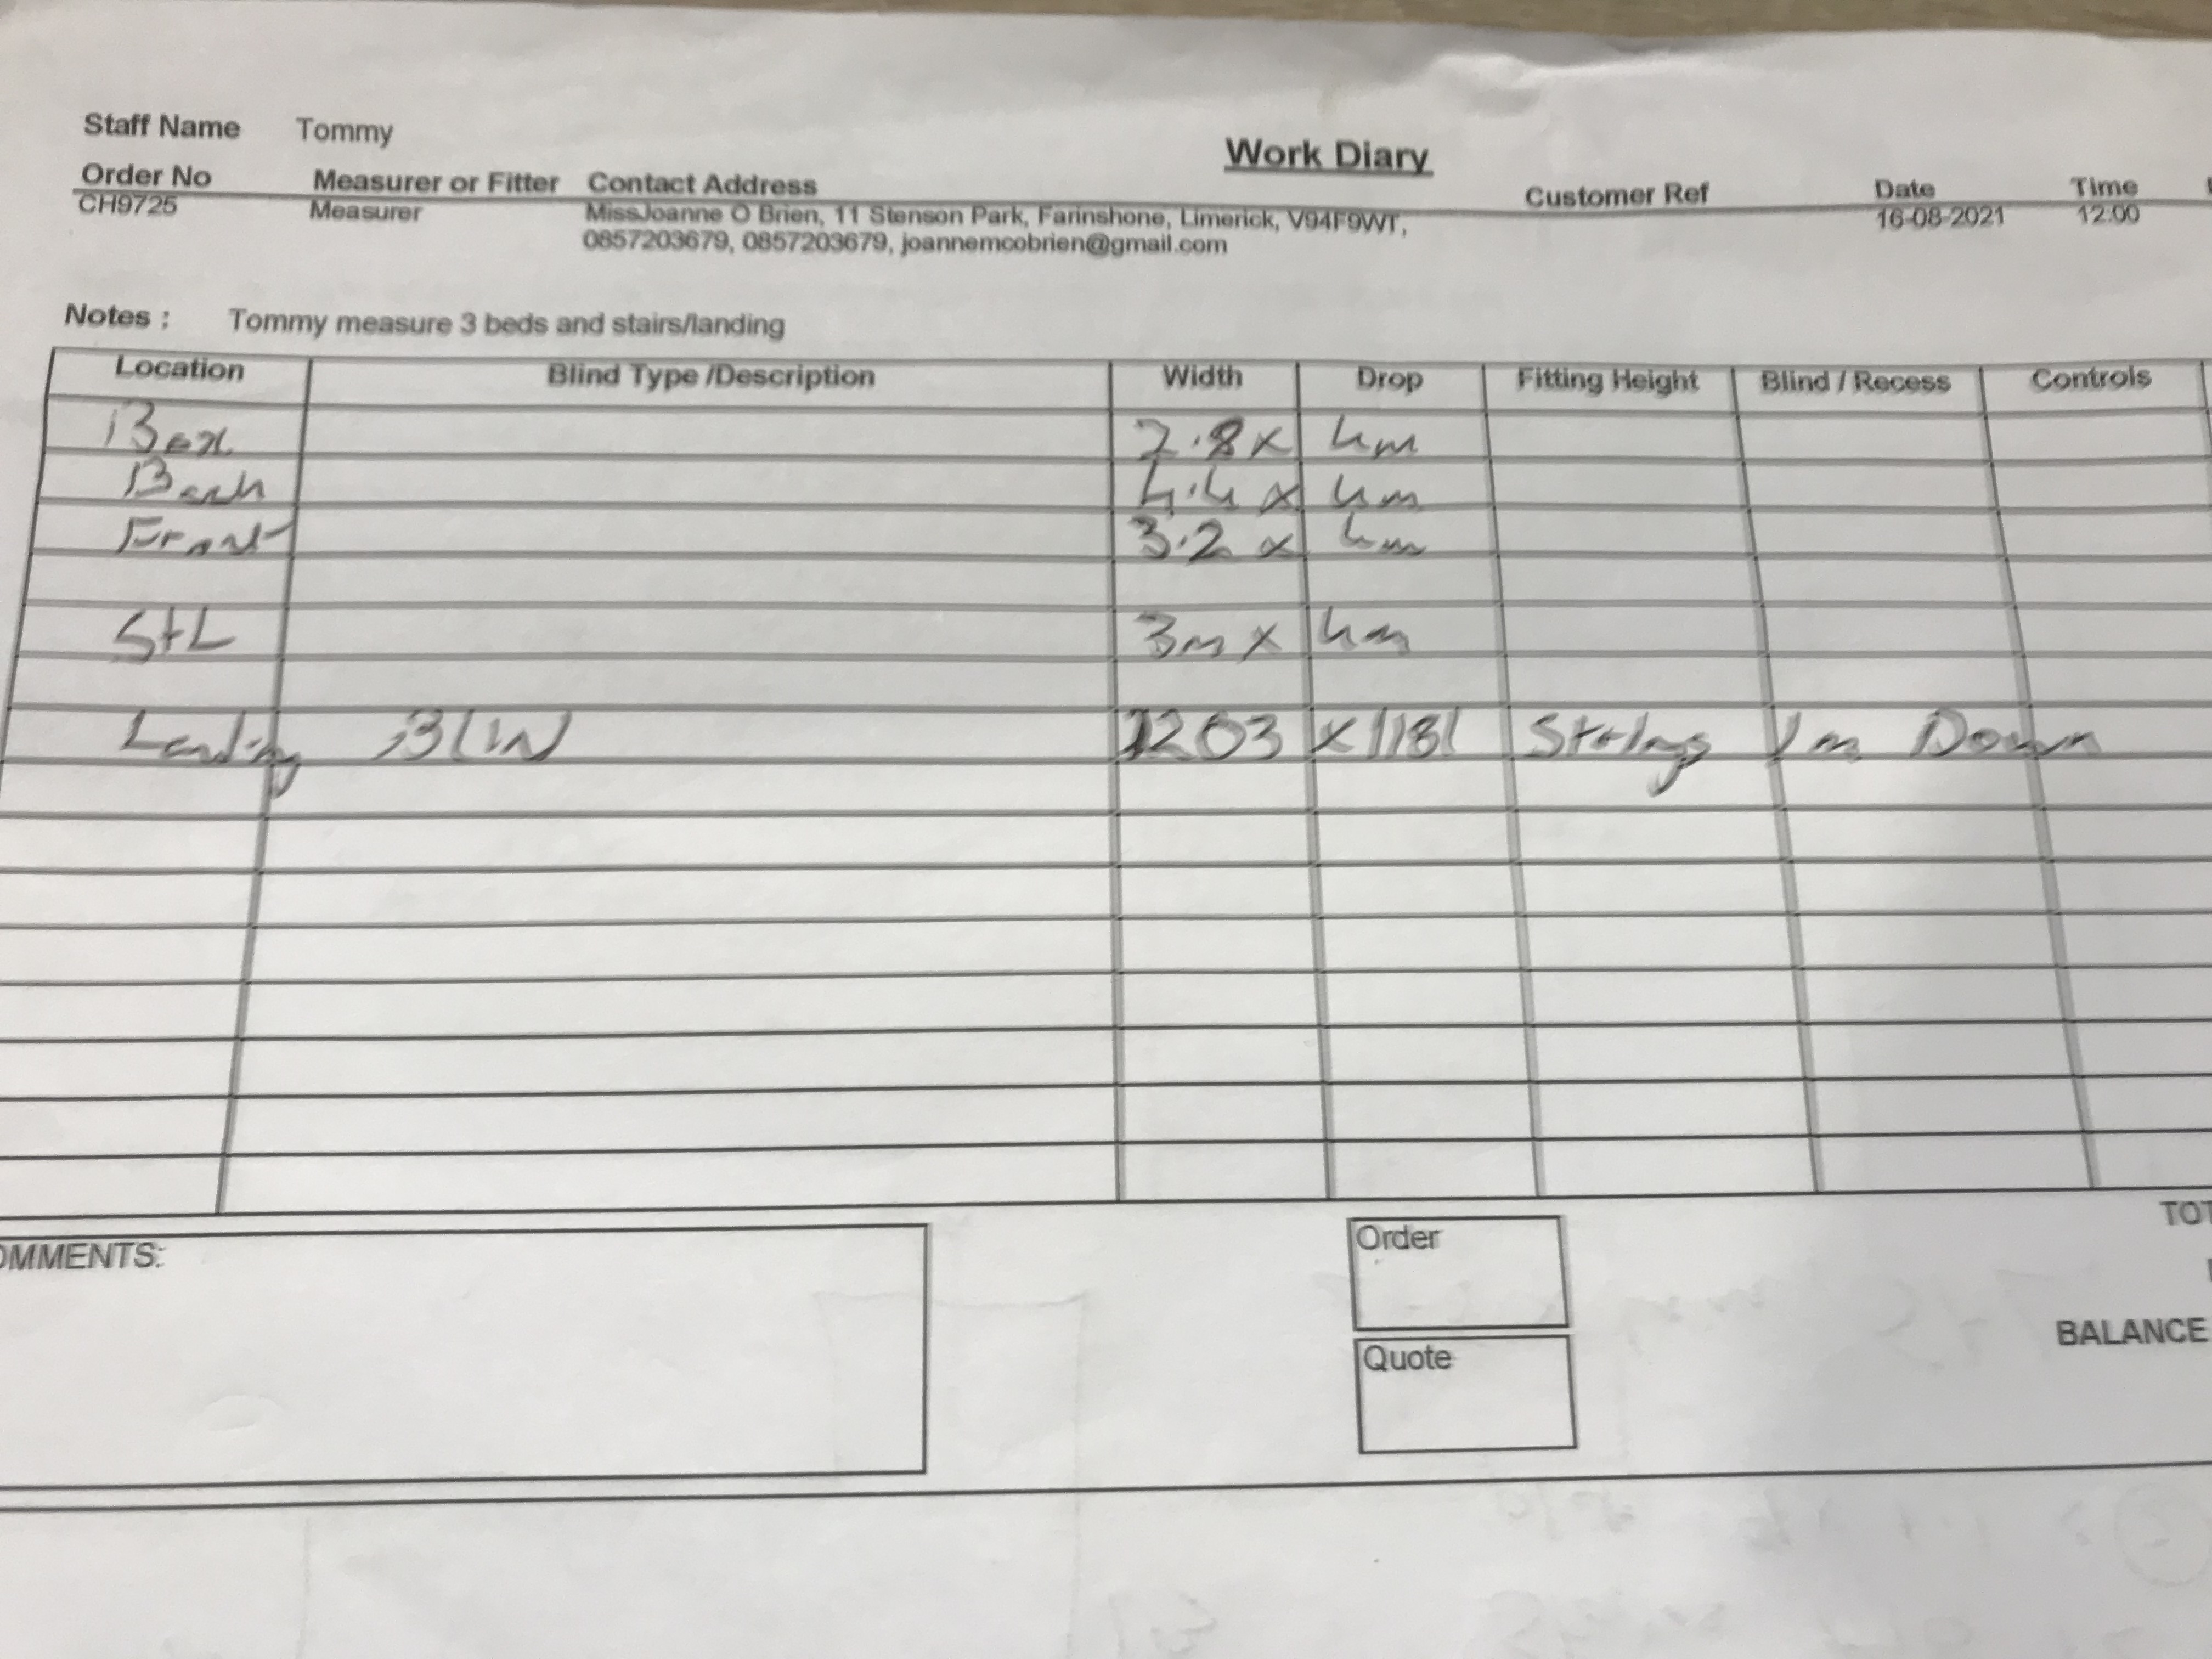 Staff Name Tommy
Work Diary
Order No Measurer or Fitter Contact Address Customer Ref Date Time
CH9725 Measurer MissJoanne O Brien, 11 Stenson Park, Farinshone, Limerick, V94F9WT, 16-08-2021 12:00
0857203679, 0857203679, joannemcobrien@gmail.com
Notes : Tommy measure 3 beds and stairs/landing
Location Blind Type /Description Width Drop Fitting Height Blind / Recess Controls
Box 2.8 x 4m
Back 4.4 x 4m
Front 3.2 x 4m
S+L 3m x 4m
Landing BLIN 1203 x 1181 1m Down
OMMENTS:
Order
Quote
TOT
BALANCE